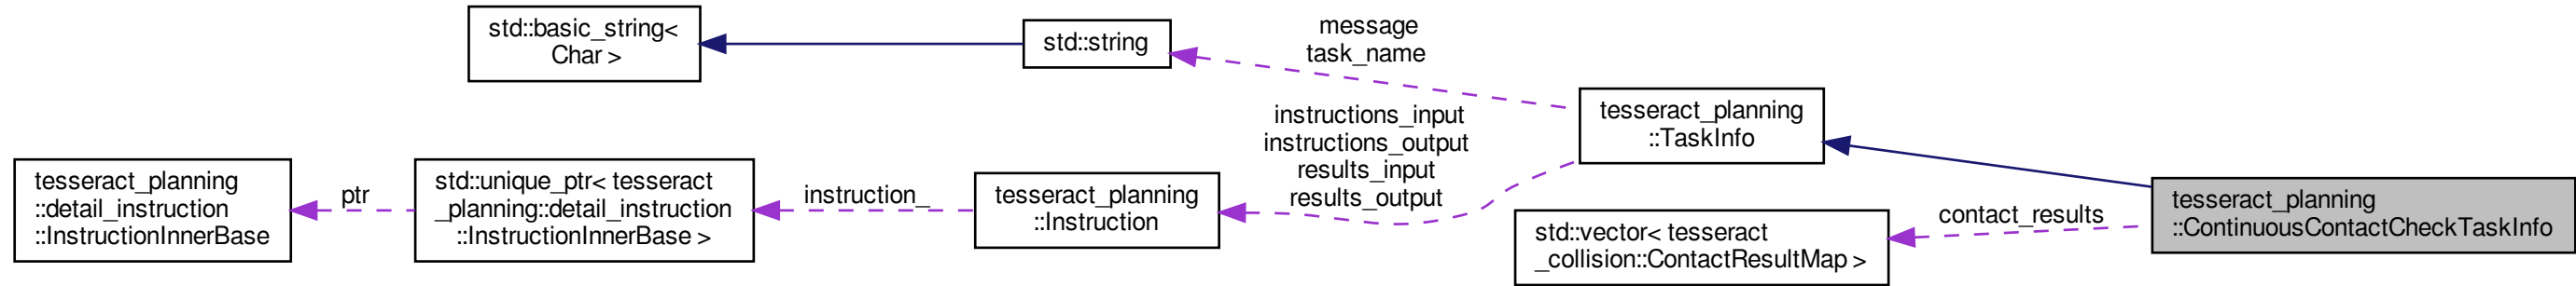 std::basic_string<
Char >
std::string
message
task_name
tesseract_planning
::TaskInfo
instructions_input
instructions_output
results_input
results_output
tesseract_planning
::detail_instruction
::InstructionInnerBase
ptr
std::unique_ptr< tesseract
_planning::detail_instruction
::InstructionInnerBase >
instruction_
tesseract_planning
::Instruction
std::vector< tesseract
_collision::ContactResultMap >
contact_results
tesseract_planning
::ContinuousContactCheckTaskInfo